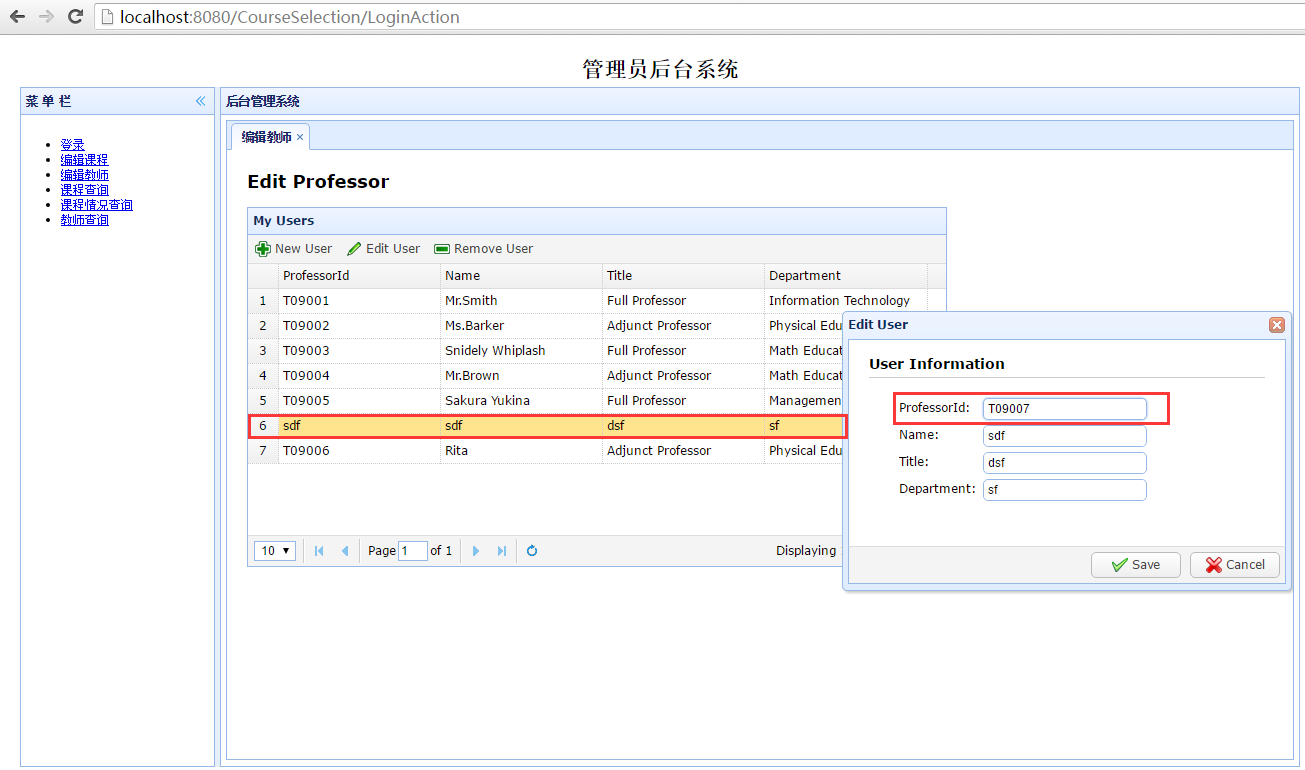 localhost:8080/CourseSelection/LoginAction
管理员后台系统
菜 单 栏
后台管理系统
登录
编辑课程
编辑教师
课程查询
课程情况查询
教师查询
编辑教师
Edit Professor
My Users
New User Edit User Remove User
ProfessorId Name Title Department
1 T09001 Mr.Smith Full Professor Information Technology
2 T09002 Ms.Barker Adjunct Professor Physical Edu
3 T09003 Snidely Whiplash Full Professor Math Educat
4 T09004 Mr.Brown Adjunct Professor Math Educat
5 T09005 Sakura Yukina Full Professor Managemen
6 sdf sdf dsf sf
7 T09006 Rita Adjunct Professor Physical Edu
10 Page 1 of 1 Displaying
Edit User
User Information
ProfessorId: T09007
Name: sdf
Title: dsf
Department: sf
Save Cancel